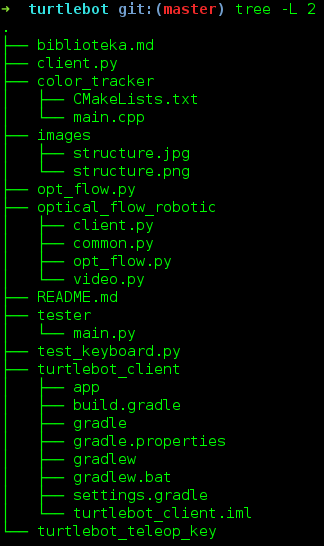 ➜  turtlebot git:(master) tree -L 2
.
├── biblioteka.md
├── client.py
├── color_tracker
│   ├── CMakeLists.txt
│   └── main.cpp
├── images
│   ├── structure.jpg
│   └── structure.png
├── opt_flow.py
├── optical_flow_robotic
│   ├── client.py
│   ├── common.py
│   ├── opt_flow.py
│   └── video.py
├── README.md
├── tester
│   └── main.py
├── test_keyboard.py
├── turtlebot_client
│   ├── app
│   ├── build.gradle
│   ├── gradle
│   ├── gradle.properties
│   ├── gradlew
│   ├── gradlew.bat
│   ├── settings.gradle
│   └── turtlebot_client.iml
└── turtlebot_teleop_key